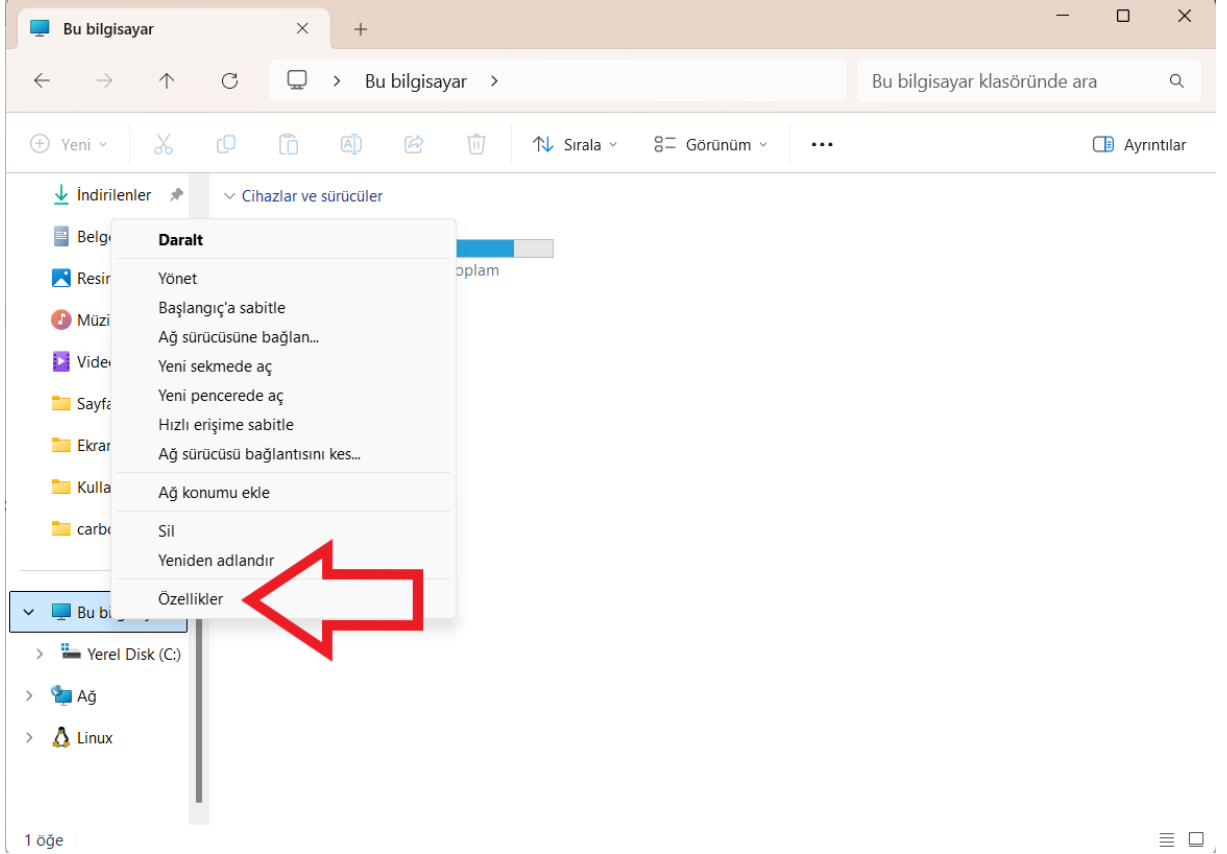 Bu bilgisayar
Bu bilgisayar
Bu bilgisayar klasöründe ara
Yeni
Sırala
Görünüm
Ayrıntılar
İndirilenler
Cihazlar ve sürücüler
Daralt
Yönet
Başlangıç'a sabitle
Ağ sürücüsüne bağlan...
Yeni sekmede aç
Yeni pencerede aç
Hızlı erişime sabitle
Ağ sürücüsü bağlantısını kes...
Ağ konumu ekle
Sil
Yeniden adlandır
Özellikler
Yerel Disk (C:)
Ağ
Linux
1 öğe